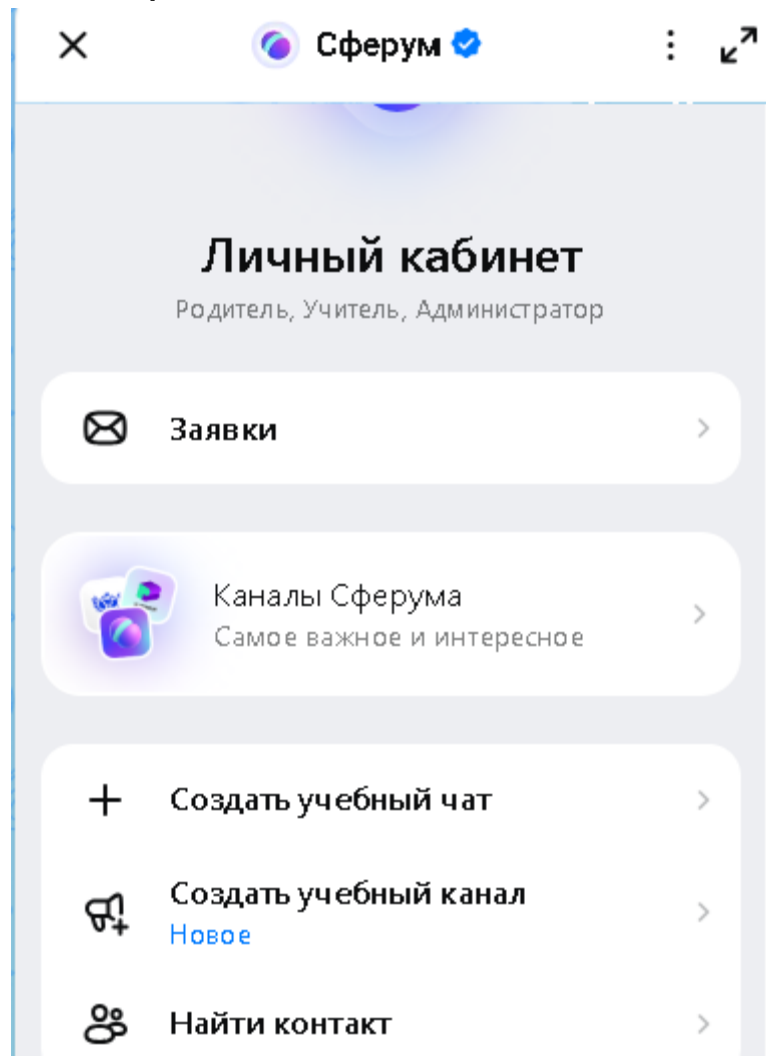 Сферум
Личный кабинет
Родитель, Учитель, Администратор
Заявки
Каналы Сферума
Самое важное и интересное
Создать учебный чат
Создать учебный канал
Новое
Найти контакт